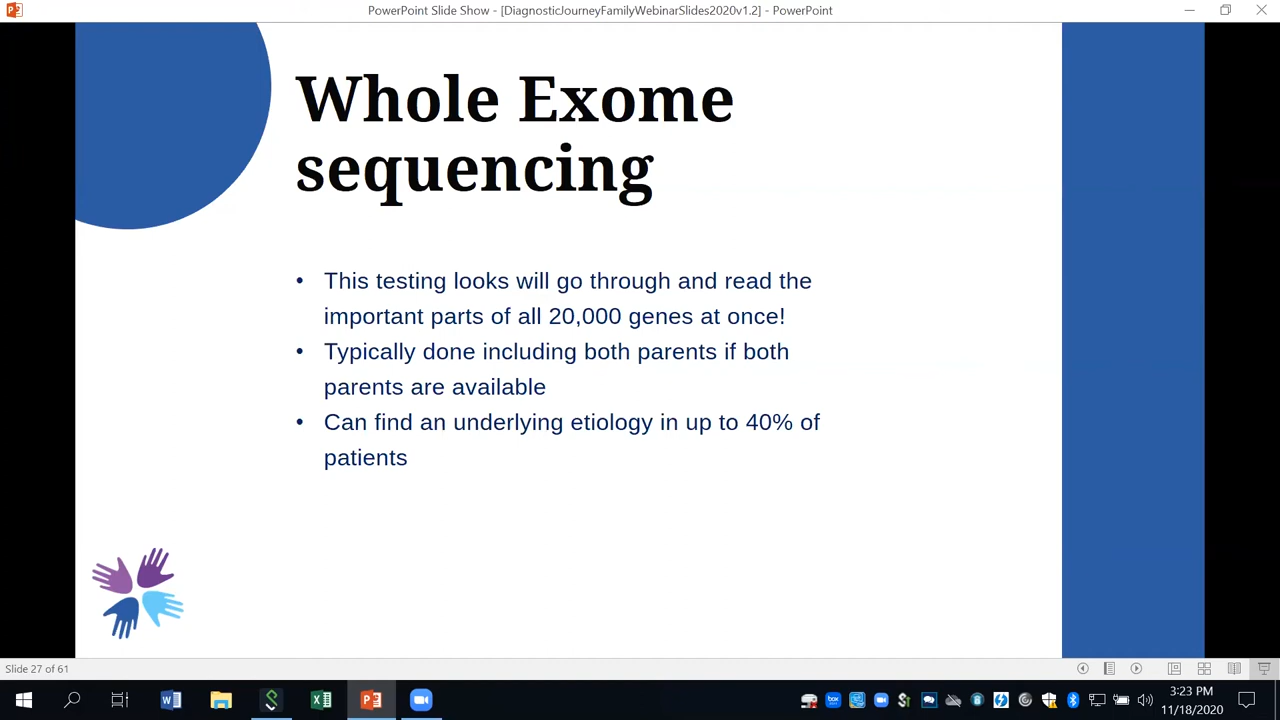 PowerPoint Slide Show - [DiagnosticJourneyFamilyWebinarSlides2020v1.2] - PowerPoint
Whole Exome
sequencing
• This testing looks will go through and read the
important parts of all 20,000 genes at once!
• Typically done including both parents if both
parents are available
• Can find an underlying etiology in up to 40% of
patients
Slide 27 of 61
3:23 PM
11/18/2020